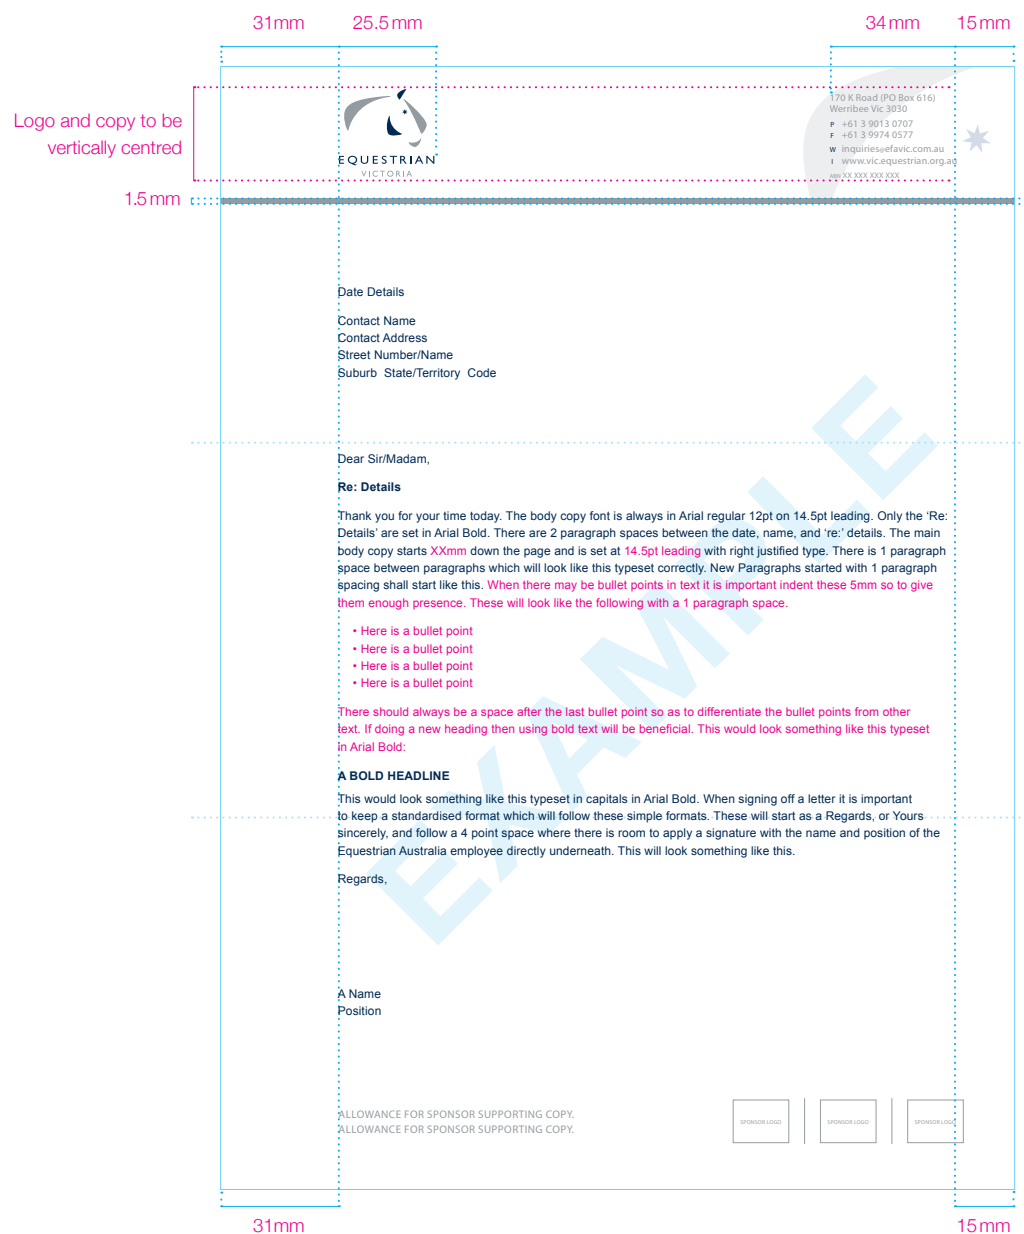 31mm 25.5mm 34mm 15mm
Logo and copy to be
vertically centred
1.5mm
EQUESTRIAN
VICTORIA
170 K Road (PO Box 616)
Werribee Vic 3030
P +61 3 9013 0707
F +61 3 9974 0577
W inquiries@efavic.com.au
I www.vic.equestrian.org.au
ABN XX XXX XXX XXX
Date Details
Contact Name
Contact Address
Street Number/Name
Suburb State/Territory Code
Dear Sir/Madam,
Re: Details
Thank you for your time today. The body copy font is always in Arial regular 12pt on 14.5pt leading. Only the ‘Re:
Details’ are set in Arial Bold. There are 2 paragraph spaces between the date, name, and ‘re:’ details. The main
body copy starts XXmm down the page and is set at 14.5pt leading with right justified type. There is 1 paragraph
space between paragraphs which will look like this typeset correctly. New Paragraphs started with 1 paragraph
spacing shall start like this. When there may be bullet points in text it is important indent these 5mm so to give
them enough presence. These will look like the following with a 1 paragraph space.
• Here is a bullet point
• Here is a bullet point
• Here is a bullet point
• Here is a bullet point
There should always be a space after the last bullet point so as to differentiate the bullet points from other
text. If doing a new heading then using bold text will be beneficial. This would look something like this typeset
in Arial Bold:
A BOLD HEADLINE
This would look something like this typeset in capitals in Arial Bold. When signing off a letter it is important
to keep a standardised format which will follow these simple formats. These will start as a Regards, or Yours
sincerely, and follow a 4 point space where there is room to apply a signature with the name and position of the
Equestrian Australia employee directly underneath. This will look something like this.
Regards,
A Name
Position
EXAMPLE
ALLOWANCE FOR SPONSOR SUPPORTING COPY.
ALLOWANCE FOR SPONSOR SUPPORTING COPY.
SPONSOR LOGO SPONSOR LOGO SPONSOR LOGO
31mm 15mm